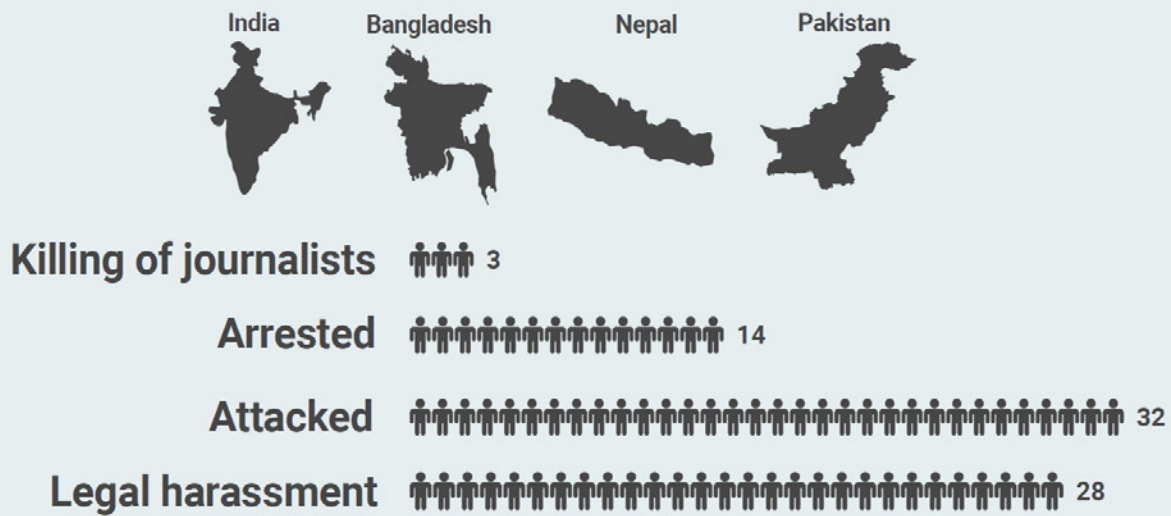 India Bangladesh Nepal Pakistan
Killing of journalists 3
Arrested 14
Attacked 32
Legal harassment 28